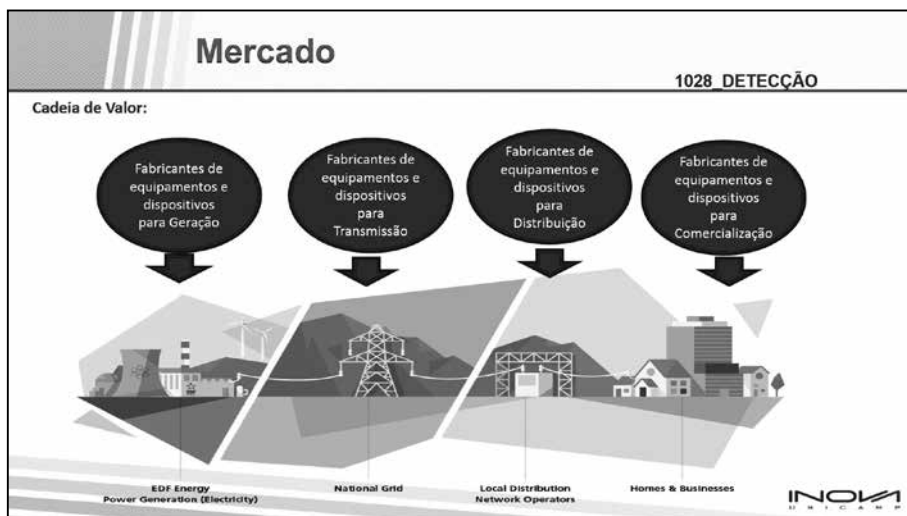 Mercado
1028_DETECÇÃO
Cadeia de Valor:
Fabricantes de
equipamentos e
dispositivos
para Geração
Fabricantes de
equipamentos e
dispositivos
para
Transmissão
Fabricantes de
equipamentos e
dispositivos
para
Distribuição
Fabricantes de
equipamentos e
dispositivos
para
Comercialização
EDF Energy
Power Generation (Electricity)
National Grid
Local Distribution
Network Operators
Homes & Businesses
INOVA
UNICAMP